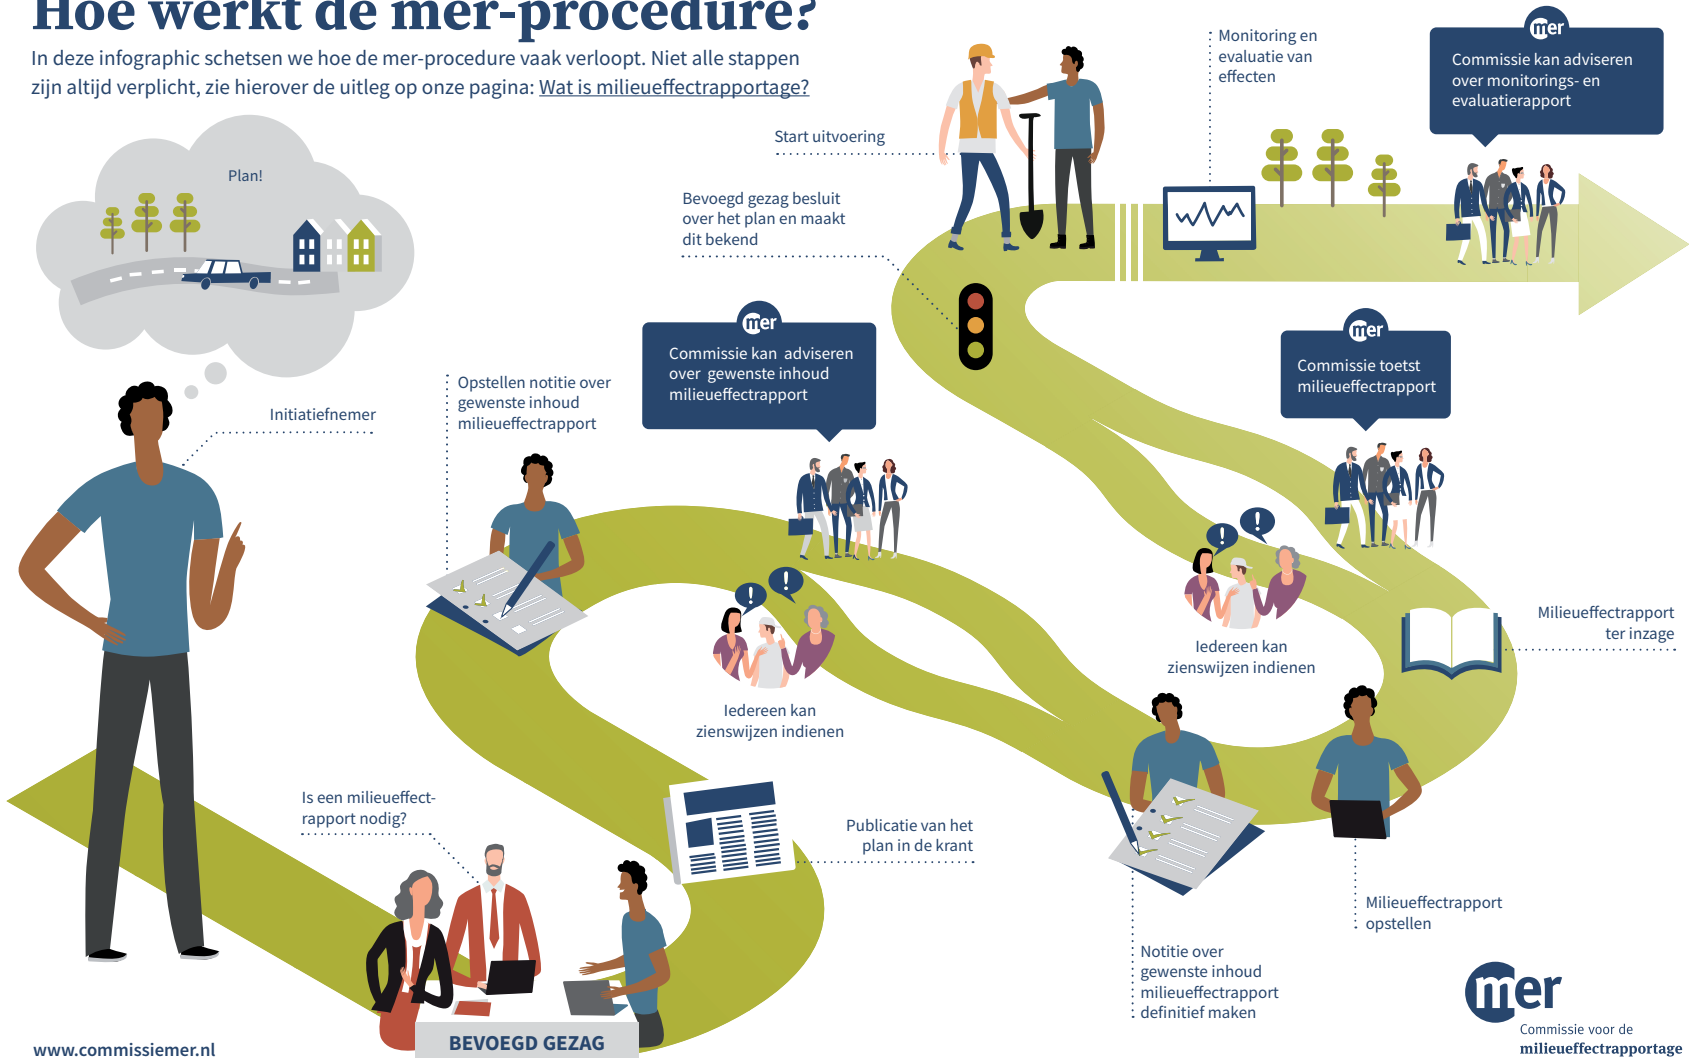 Hoe werkt de mer-procedure?
In deze infographic schetsen we hoe de mer-procedure vaak verloopt. Niet alle stappen
zijn altijd verplicht, zie hierover de uitleg op onze pagina: Wat is milieueffectrapportage?
Plan!
Initiatiefnemer
Is een milieueffect-
rapport nodig?
BEVOEGD GEZAG
Publicatie van het
plan in de krant
Opstellen notitie over
gewenste inhoud
milieueffectrapport
mer
Commissie kan adviseren
over gewenste inhoud
milieueffectrapport
!
!
Iedereen kan
zienswijzen indienen
Notitie over
gewenste inhoud
milieueffectrapport
definitief maken
Milieueffectrapport
opstellen
Milieueffectrapport
ter inzage
mer
Commissie toetst
milieueffectrapport
!
!
Iedereen kan
zienswijzen indienen
Bevoegd gezag besluit
over het plan en maakt
dit bekend
Start uitvoering
Monitoring en
evaluatie van
effecten
mer
Commissie kan adviseren
over monitorings- en
evaluatierapport
www.commissiemer.nl
mer
Commissie voor de
milieueffectrapportage